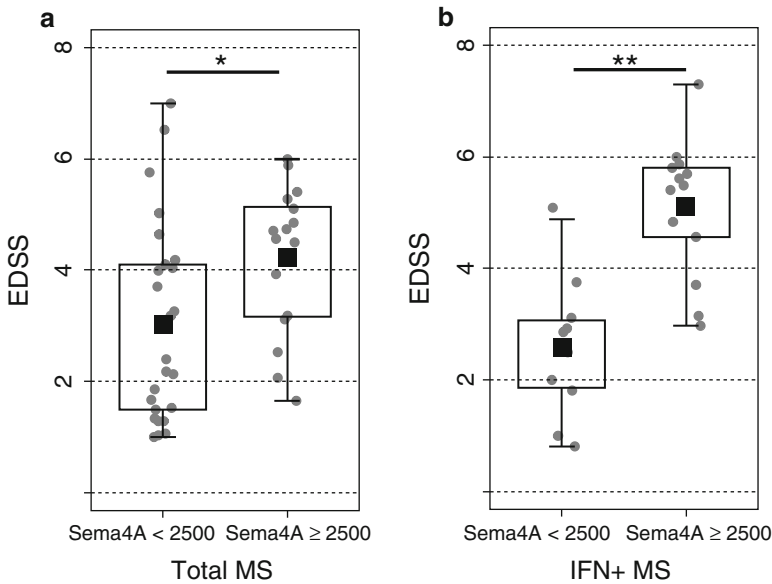 a
b
*
**
8
8
6
6
4
4
2
2
EDSS
EDSS
Sema4A < 2500
Sema4A ≥ 2500
Sema4A < 2500
Sema4A ≥ 2500
Total MS
IFN+ MS